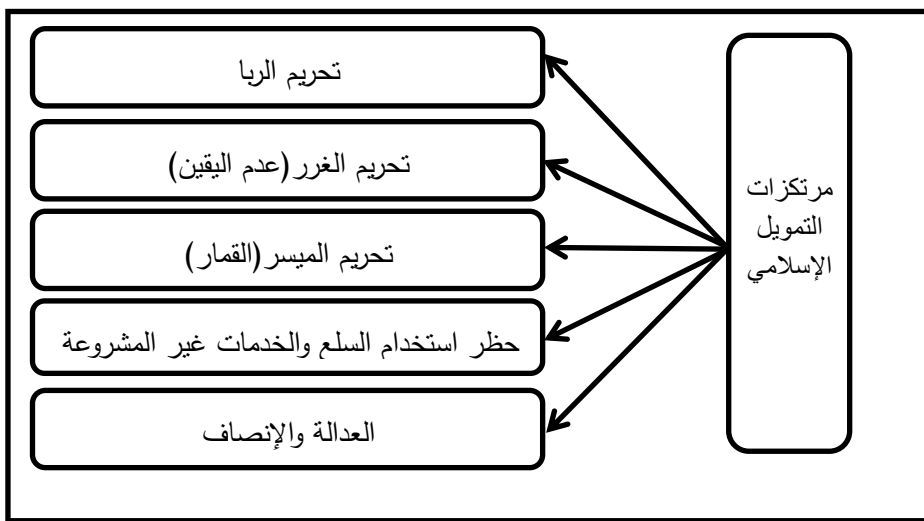 مرتكزات
التمويل
الإسلامي
تحريم الربا
تحريم الغرر (عدم اليقين)
تحريم الميسر (القمار)
حظر استخدام السلع والخدمات غير المشروعة
العدالة والإنصاف